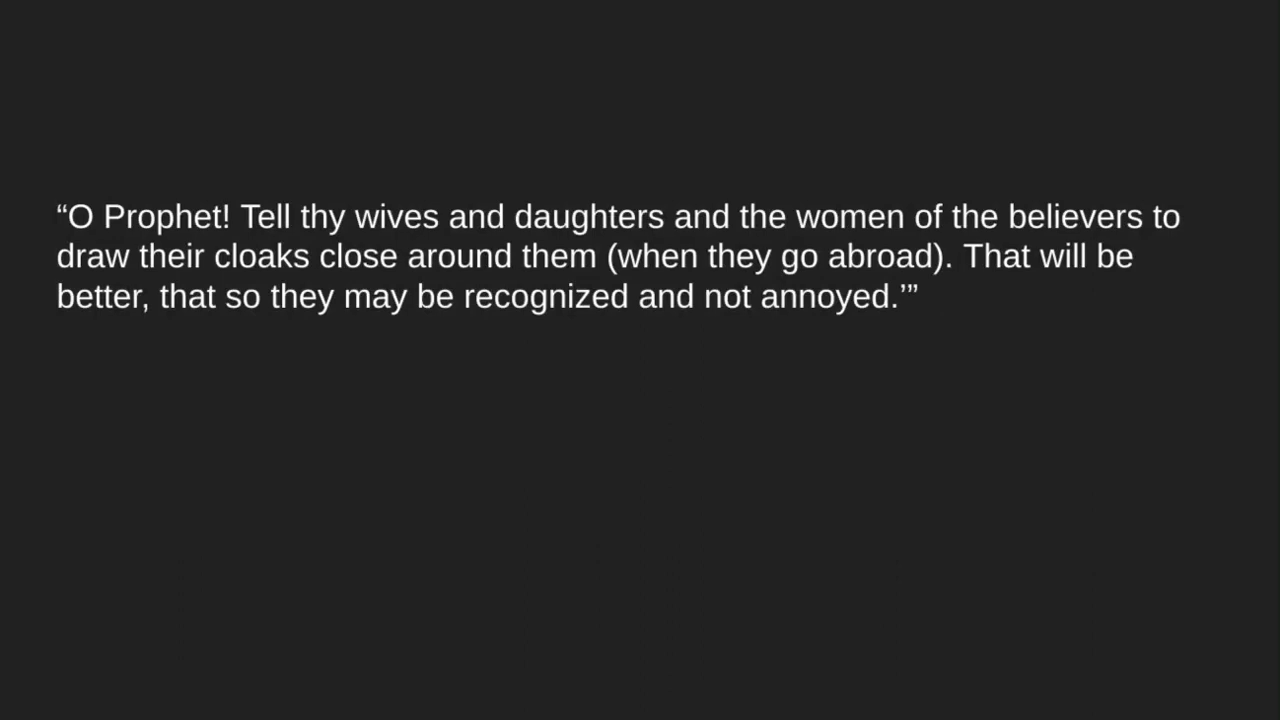 “O Prophet! Tell thy wives and daughters and the women of the believers to
draw their cloaks close around them (when they go abroad). That will be
better, that so they may be recognized and not annoyed.’”